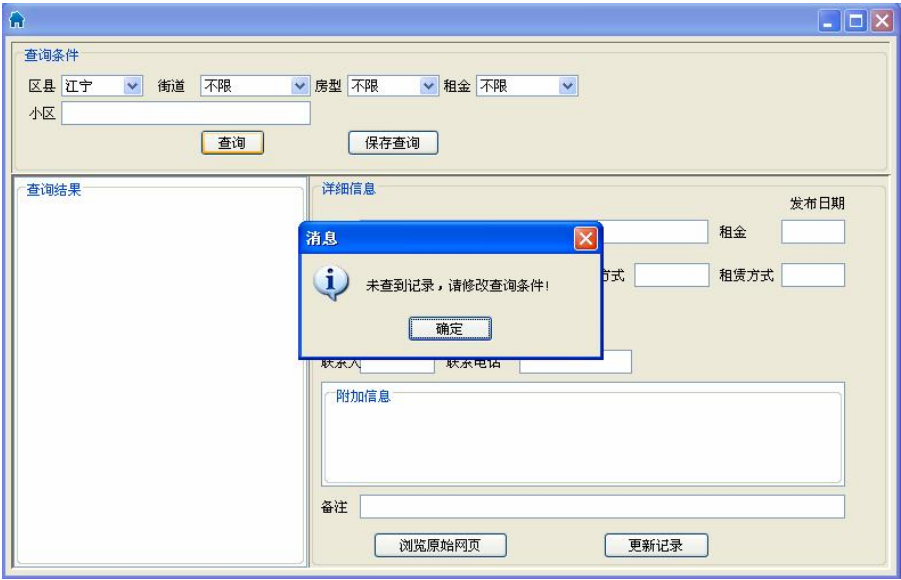 查询条件
区县 江宁 街道 不限 房型 不限 租金 不限
小区
查询 保存查询
查询结果
详细信息
发布日期
消息
租金
未查到记录，请修改查询条件!
方式 租赁方式
确定
联系人 联系电话
附加信息
备注
浏览原始网页 更新记录